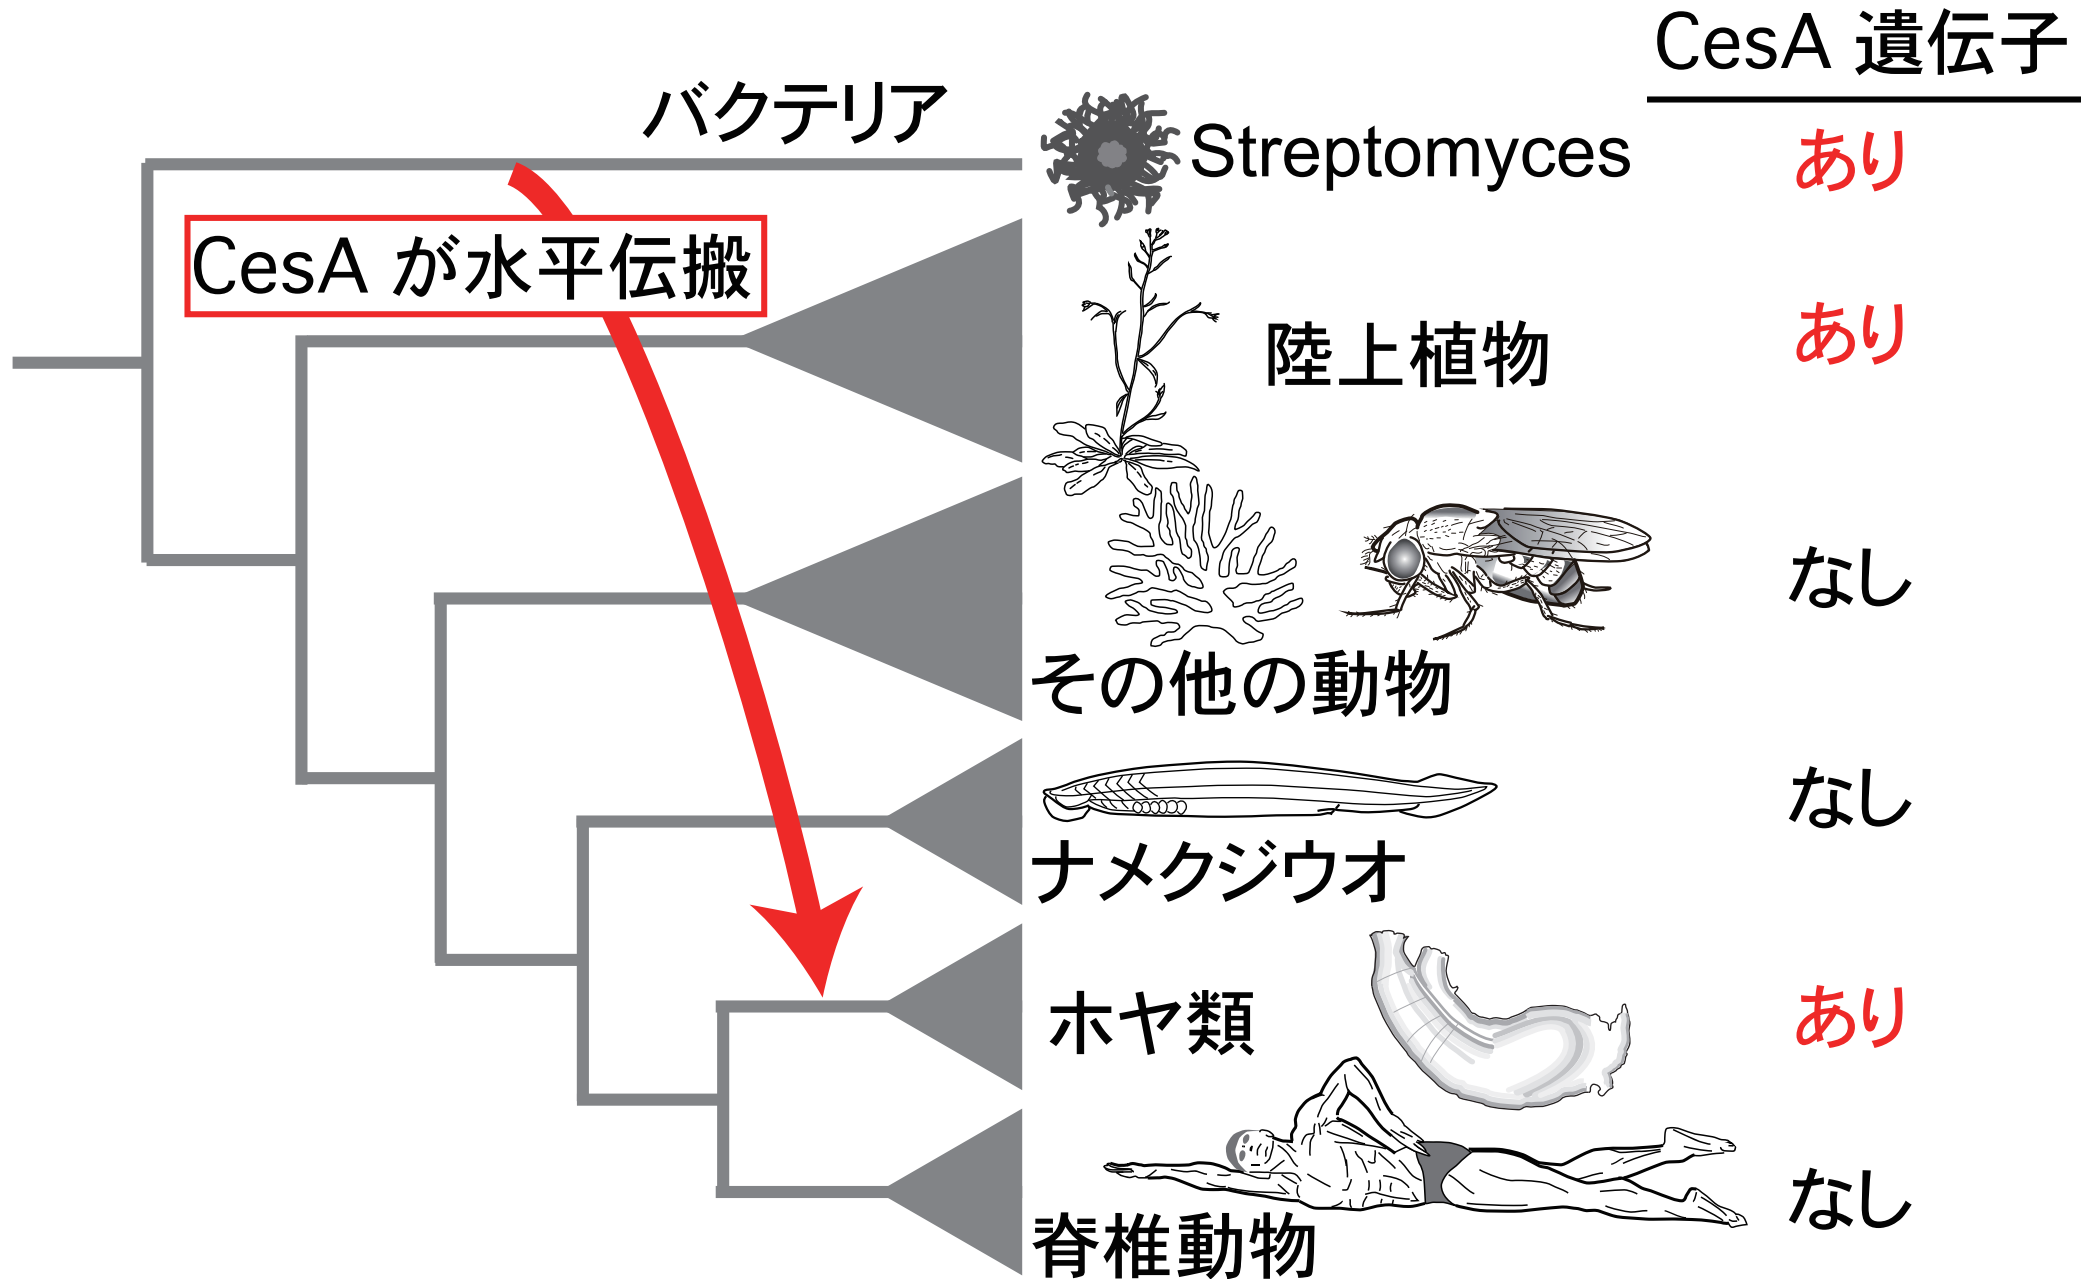 CesA 遺伝子
バクテリア
Streptomyces
あり
CesA が水平伝搬
陸上植物
あり
その他の動物
なし
ナメクジウオ
なし
ホヤ類
あり
脊椎動物
なし